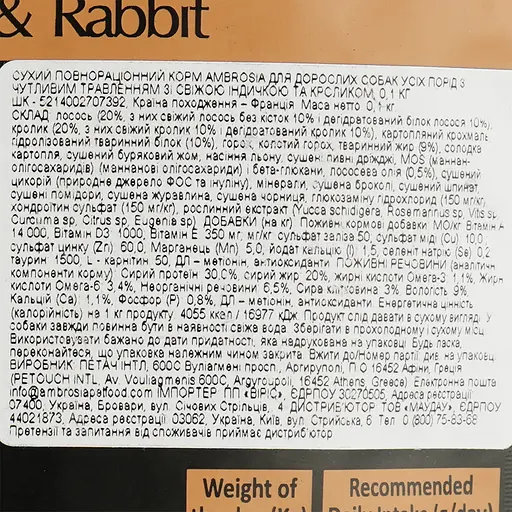 & Rabbit
СУХИЙ ПОВНОРАЦІОННИЙ КОРМ AMBROSIA ДЛЯ ДОРОСЛИХ СОБАК УСІХ ПОРІД З
ЧУТЛИВИМ ТРАВЛЕННЯМ ЗІ СВІЖОЮ ІНДИЧКОЮ ТА КРОЛИКОМ, 0,1 КГ
ШК - 5214002707392, Країна походження – Франція Маса нетто 0,1 кг
СКЛАД: лосось (20%, з них свіжий лосось без кісток 10% і дегідратований білок лосося 10%),
кролик (20%, з них свіжий кролик 10% і дегідратований кролик 10%), картопляний крохмаль,
гідролізований тваринний білок (10%), горох, колотий горох, тваринний жир (9%), солодка
картопля, сушений буряковий жом, насіння льону, сушені пивні дріжджі, MOS (маннан-
олігосахаридів) (маннанові олігосахариди) і бета-глюкани, лососева олія (0,5%), сушений
цикорій (природне джерело ФОС та інуліну), мінерали, сушена броколі, сушений шпинат,
сушені помідори, сушена журавлина, сушена чорниця, глюкозаміну гідрохлорид (150 мг/кг),
хондроїтин сульфат (150 мг/кг), рослинний екстракт (Yucca schidigera, Rosemarinus sp, Vitis sp,
Curcuma sp, Citrus sp, Eugenia sp) ДОБАВКИ (на кг): Поживні кормові добавки: МО/кг Вітамін А
14 000, Вітамін D3 1000, Вітамін Е 350, мг/кг: сульфат заліза 50, сульфат міді (Cu) 10,0,
сульфат цинку (Zn) 60,0, Марганець (Mn) 5,0, йодат кальцію (I) 1,5, селеніт натрію (Se) 0,2
таурин 1500, L - карнітин 50, ДЛ – метіонін, антиоксиданти ПОЖИВНІ РЕЧОВИНИ (аналітичні
компоненти корму) Сирий протеїн 30,0%, сирий жир 20%, жирні кислоти Омега-3 1,1%, Жирні
кислоти Омега-6 3,4%, Неорганічні речовини 6,5%, Сира клітковина 3% Вологість 9%,
Кальцій (Са) 1,1%, Фосфор (Р) 0,8%, ДЛ – метіонін, антиоксиданти Енергетична цінність
(калорійність) на 1 кг продукту 4055 ккал / 16977 кДж Продукт слід давати в сухому вигляді У
собаки завжди повинна бути в наявності свіжа вода Зберігати в прохолодному і сухому місці
Використовувати бажано до дати придатності, яка надрукована на упаковці Будь ласка,
переконайтеся, що упаковка належним чином закрита Вжити до/Номер партії: див. на упаковці
ВИРОБНИК: ПЕТАЧ ІНТЛ, 600С Вуліагмені просп., Аргируполі, П С 16452 Афіни, Греція
(PETOUCH INTL, Av. Vouliagmenis 600C, Argyroupoli, 16452 Athens, Greece) Електронна пошта
info@ambrosiapetfood.com ІМПОРТЕР ПП «ВІРІС», ЄДРПОУ 30270505, Адреса реєстрації
07400, Україна, Бровари, вул. Січових Стрільців, 4 ДИСТРИБ'ЮТОР ТОВ «МАУДАУ», ЄДРПОУ
44021873, Адреса реєстрації 03062, Україна, Київ, вул. Стрийська, 6 Тел. 0 (800) 75-83-68
Претензії та запитання від споживачів приймає дистриб'ютор
Weight of
Recommended